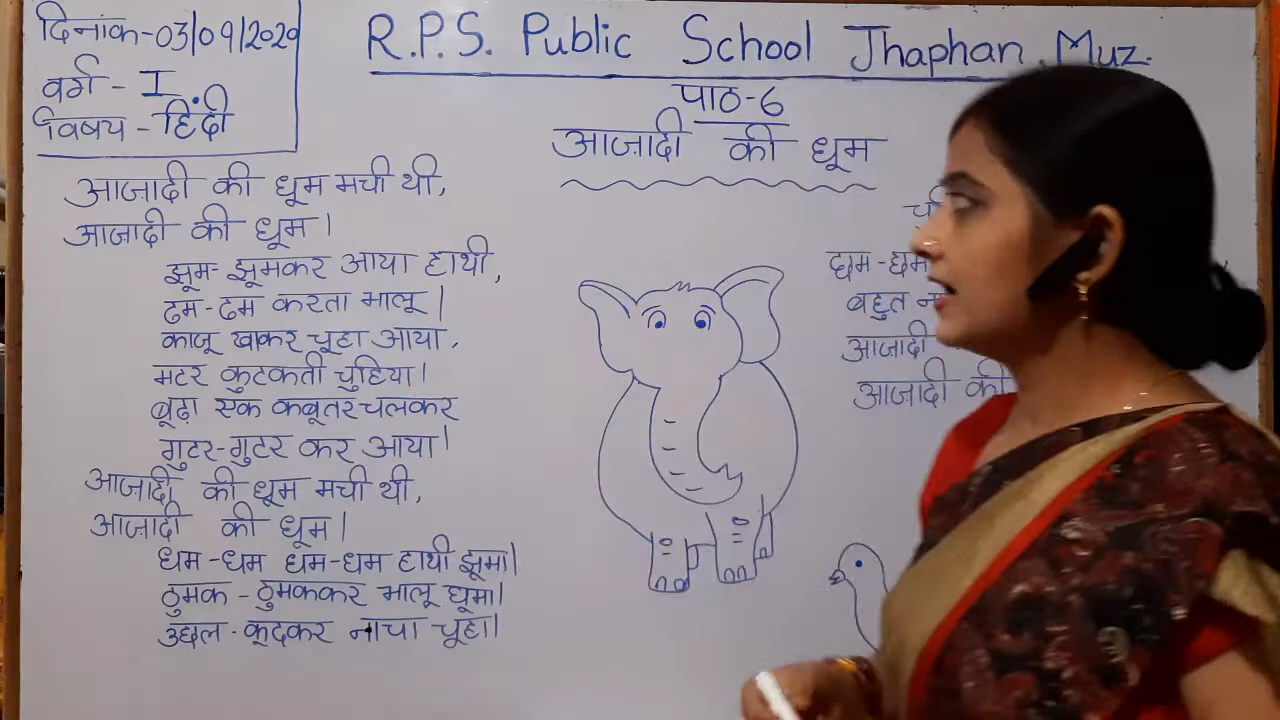 दिनांक-03/09/2020
वर्ग - I
विषय - हिंदी
R.P.S. Public School Jhaphan, Muz.
पाठ-6
आज़ादी की धूम
आज़ादी की धूम मची थी,
आज़ादी की धूम।
झूम-झूमकर आया हाथी,
ढम-ढम करता भालू।
काजू खाकर चूहा आया,
मटर कुटकती चुहिया।
बूढ़ा एक कबूतर चलकर
गुटर-गुटर कर आया।
आज़ादी की धूम मची थी,
आज़ादी की धूम।
धम-धम धम-धम हाथी झूमा।
ठुमक-ठुमककर भालू घूमा।
उछल-कूदकर नाचा चूहा।
छम-छम
बहुत
आज़ादी
आज़ादी की